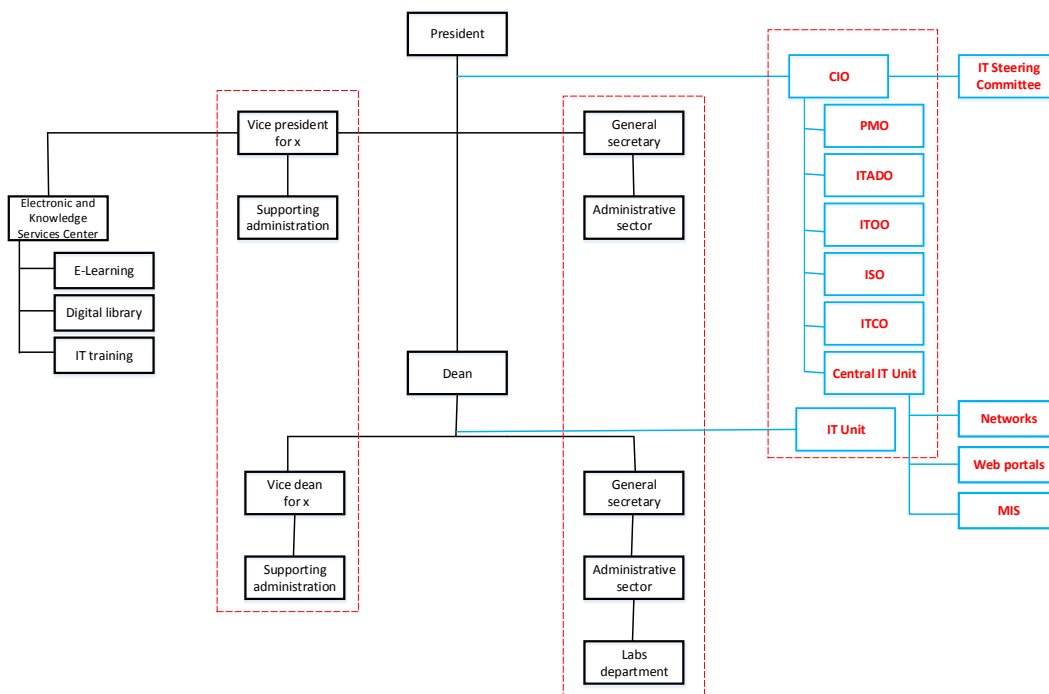 President
CIO
IT Steering
Committee
PMO
Vice president
for x
General
secretary
ITADO
Electronic and
Knowledge
Services Center
Supporting
administration
Administrative
sector
ITOO
E-Learning
ISO
Digital library
ITCO
IT training
Dean
Central IT Unit
IT Unit
Networks
Web portals
Vice dean
for x
General
secretary
MIS
Supporting
administration
Administrative
sector
Labs
department